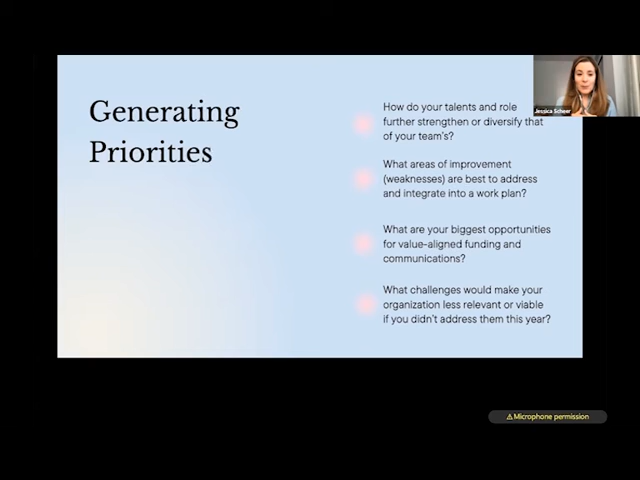 Generating
Priorities
How do your talents and role
further strengthen or diversify that
of your team's?
What areas of improvement
(weaknesses) are best to address
and integrate into a work plan?
What are your biggest opportunities
for value-aligned funding and
communications?
What challenges would make your
organization less relevant or viable
if you didn't address them this year?
Jessica Scheer
Microphone permission